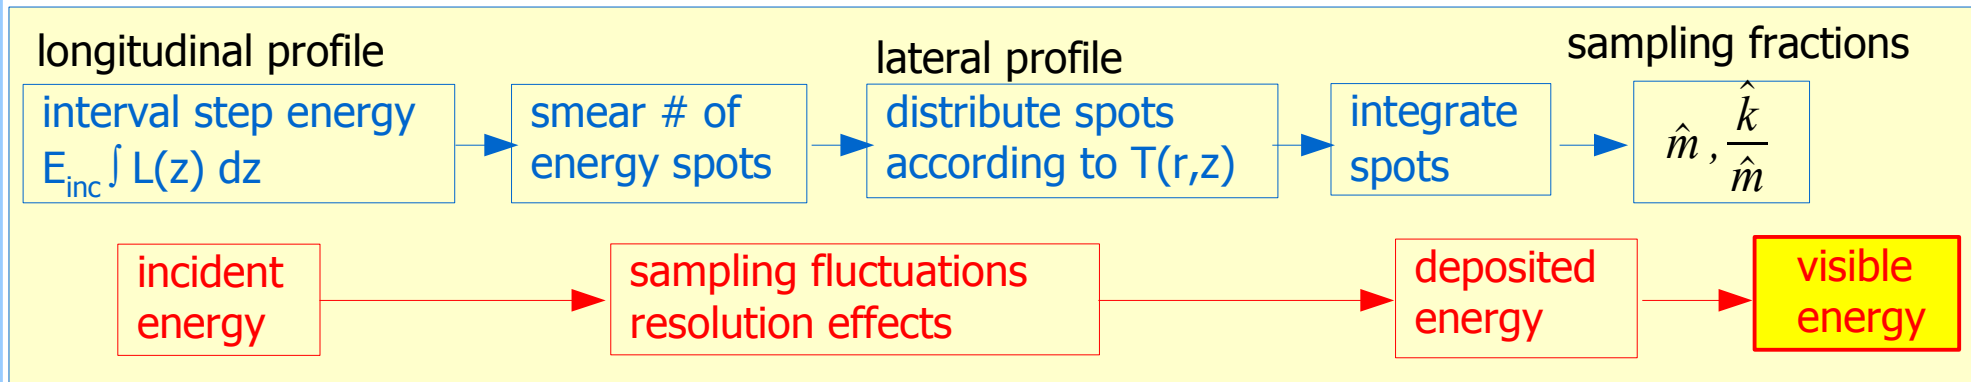 longitudinal profile
lateral profile
sampling fractions
interval step energy
E_inc ∫ L(z) dz
smear # of
energy spots
distribute spots
according to T(r,z)
integrate
spots
m̂ , k̂/m̂
incident
energy
sampling fluctuations
resolution effects
deposited
energy
visible
energy